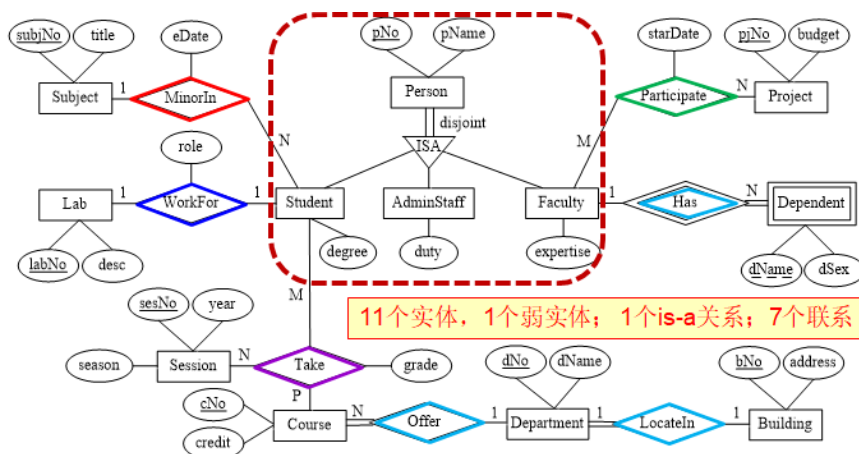 subjNo title eDate pNo pName starDate pjNo budget
Subject 1 MinorIn Person Participate N Project
disjoint
N ISA M
role
Lab 1 WorkFor 1 Student AdminStaff Faculty 1 Has N Dependent
labNo desc degree duty expertise dName dSex
M
11个实体，1个弱实体；1个is-a关系；7个联系
sesNo year
season Session N Take grade dNo dName bNo address
P
cNo Course N Offer 1 Department 1 LocateIn 1 Building
credit